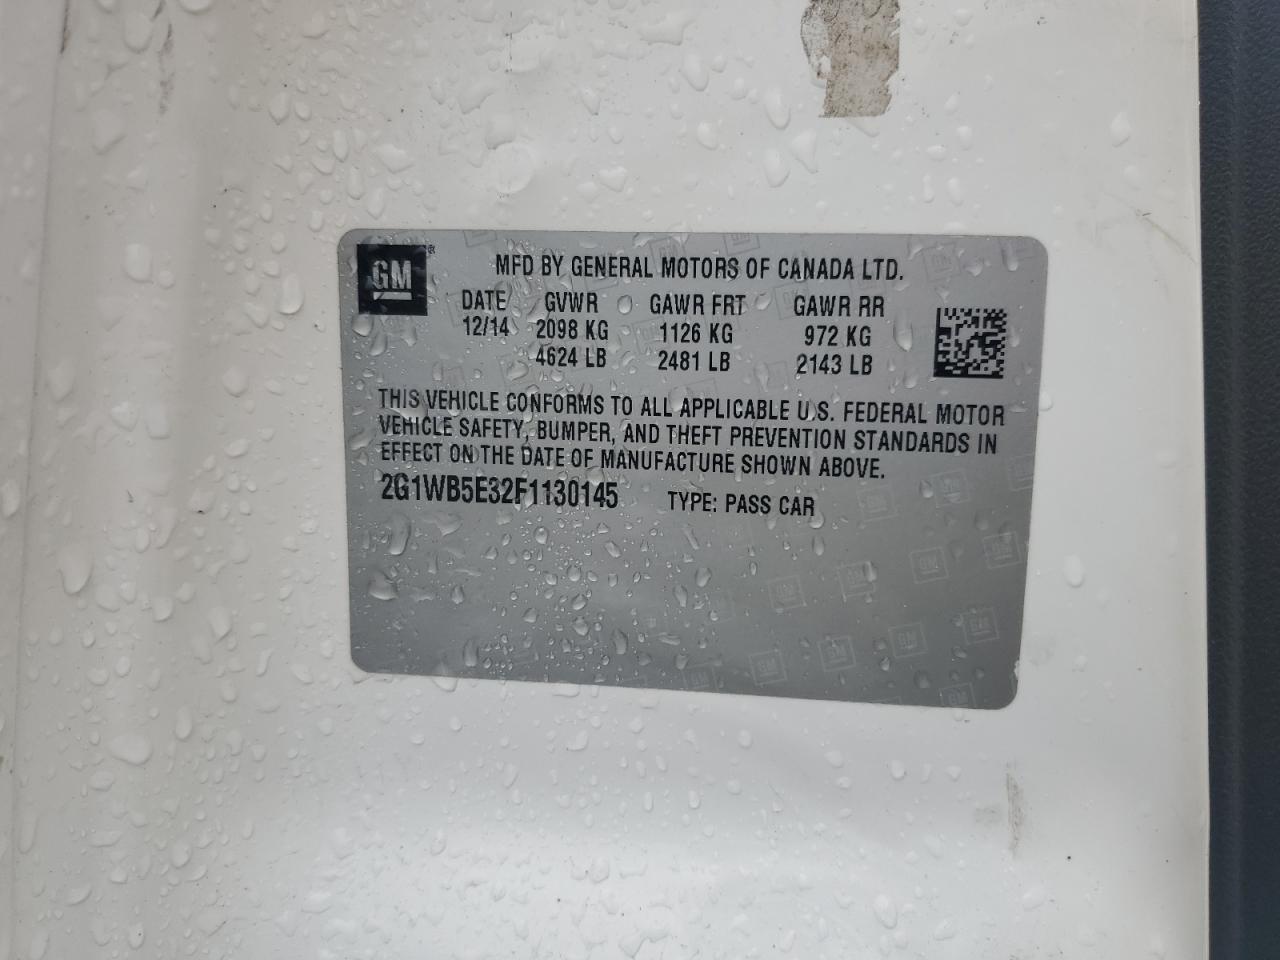 GM® MFD BY GENERAL MOTORS OF CANADA LTD.
DATE GVWR GAWR FRT GAWR RR
12/14 2098 KG 1126 KG 972 KG
4624 LB 2481 LB 2143 LB
THIS VEHICLE CONFORMS TO ALL APPLICABLE U.S. FEDERAL MOTOR
VEHICLE SAFETY, BUMPER, AND THEFT PREVENTION STANDARDS IN
EFFECT ON THE DATE OF MANUFACTURE SHOWN ABOVE.
2G1WB5E32F1130145 TYPE: PASS CAR